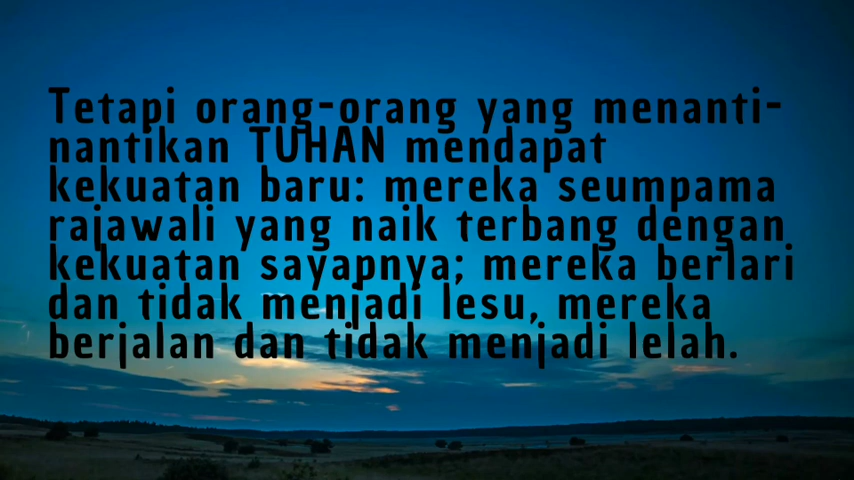 Tetapi orang-orang yang menanti-
nantikan TUHAN mendapat
kekuatan baru: mereka seumpama
rajawali yang naik terbang dengan
kekuatan sayapnya; mereka berlari
dan tidak menjadi lesu, mereka
berjalan dan tidak menjadi lelah.